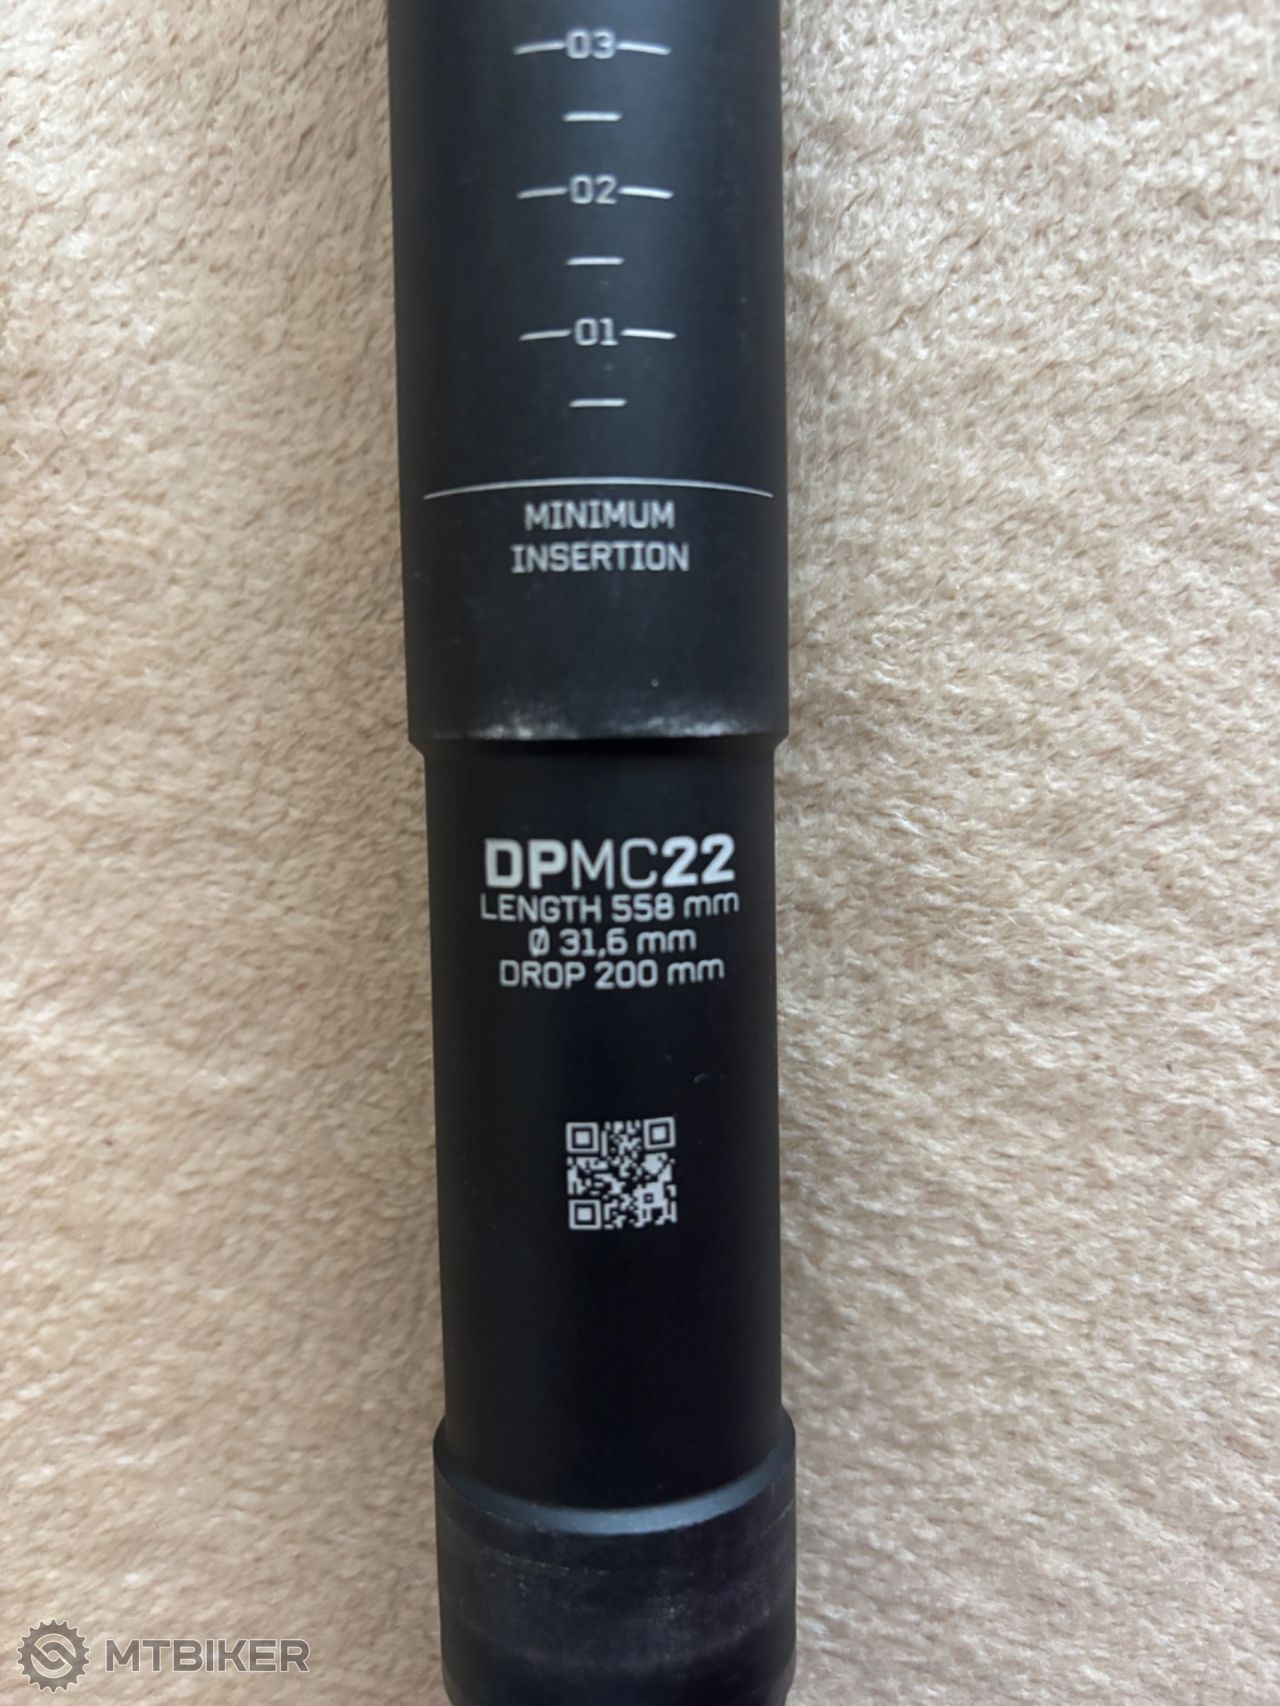 03
02
01
MINIMUM
INSERTION
DPMC22
LENGTH 558 mm
Ø 31,6 mm
DROP 200 mm
MTBIKER